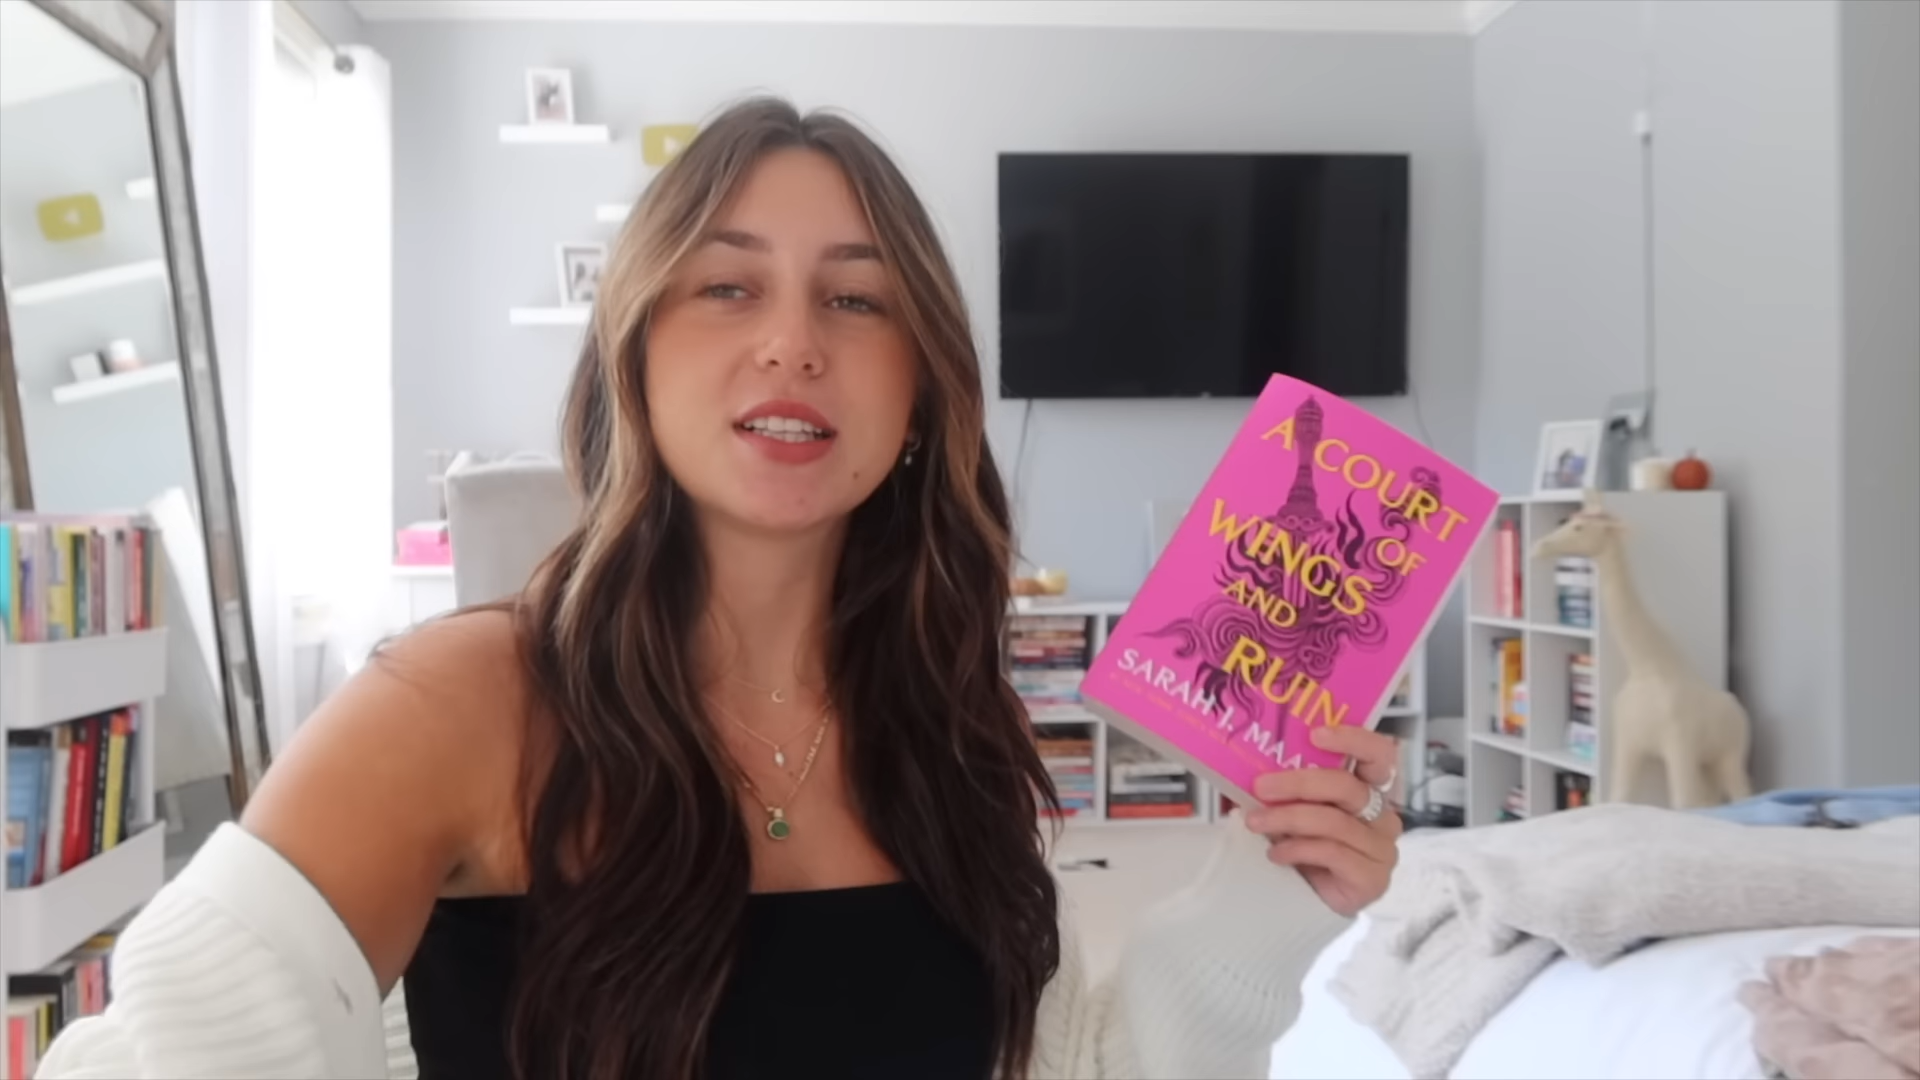 A COURT
OF
WINGS
AND
RUIN
SARAH J. MAAS